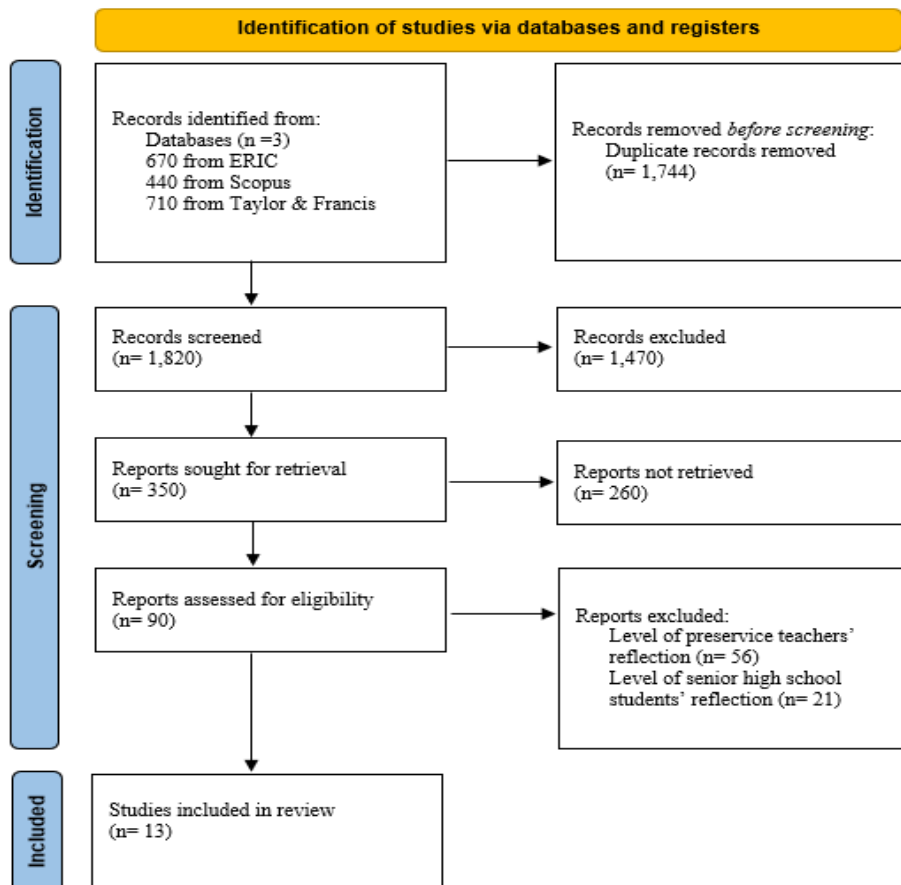 Identification of studies via databases and registers
Identification
Records identified from:
Databases (n =3)
670 from ERIC
440 from Scopus
710 from Taylor & Francis
Records removed before screening:
Duplicate records removed
(n= 1,744)
Screening
Records screened
(n= 1,820)
Records excluded
(n= 1,470)
Reports sought for retrieval
(n= 350)
Reports not retrieved
(n= 260)
Reports assessed for eligibility
(n= 90)
Reports excluded:
Level of preservice teachers’
reflection (n= 56)
Level of senior high school
students’ reflection (n= 21)
Included
Studies included in review
(n= 13)